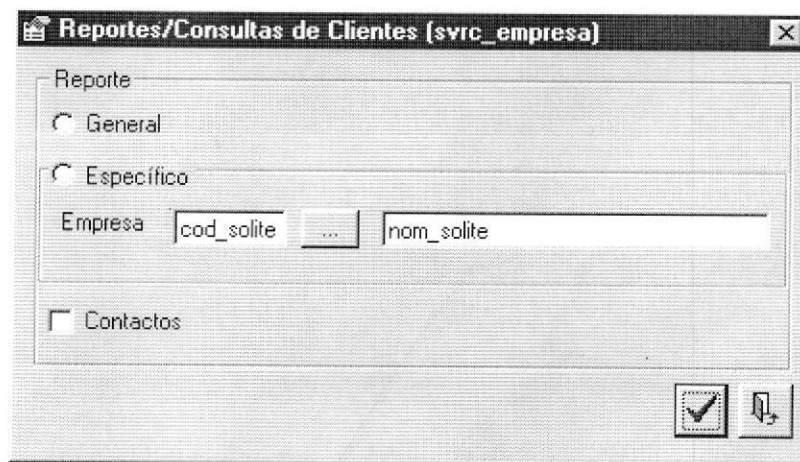 Reportes/Consultas de Clientes (svrc_empresa)
Reporte
General
Específico
Empresa cod_solite ... nom_solite
Contactos